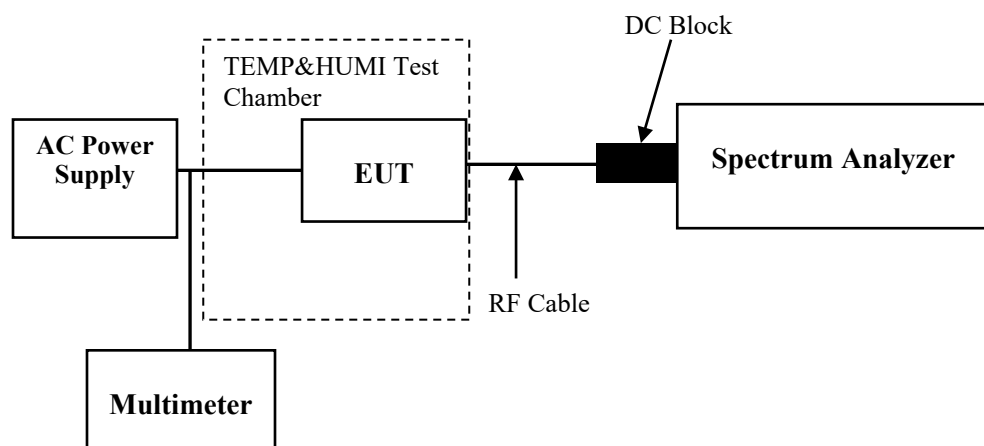 DC Block
TEMP&HUMI Test
Chamber
AC Power
Supply
EUT
Spectrum Analyzer
RF Cable
Multimeter